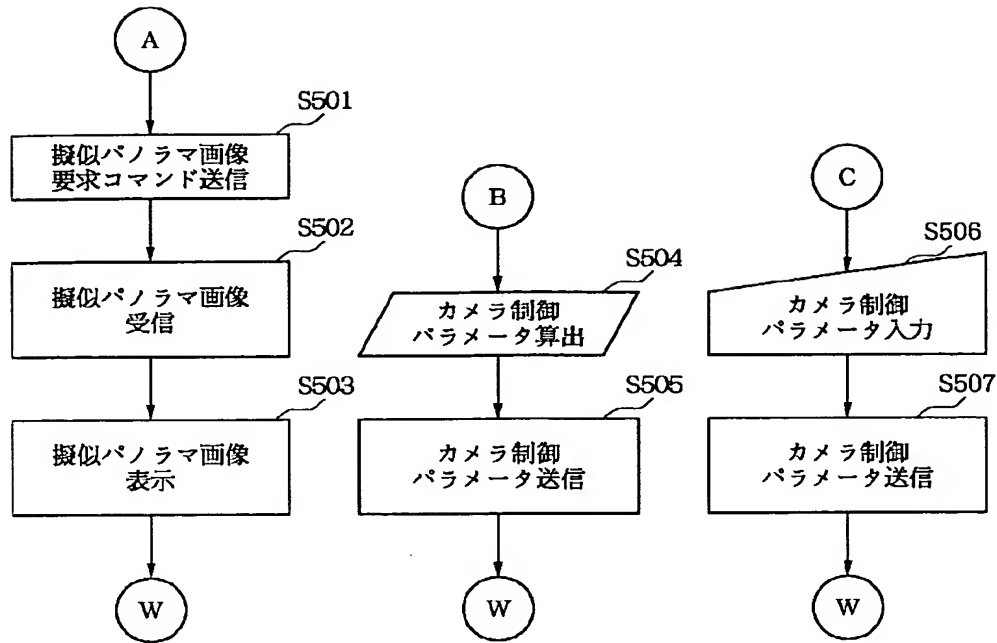 A
S501
擬似パノラマ画像
要求コマンド送信
S502
擬似パノラマ画像
受信
S503
擬似パノラマ画像
表示
W
B
S504
カメラ制御
パラメータ算出
S505
カメラ制御
パラメータ送信
W
C
S506
カメラ制御
パラメータ入力
S507
カメラ制御
パラメータ送信
W